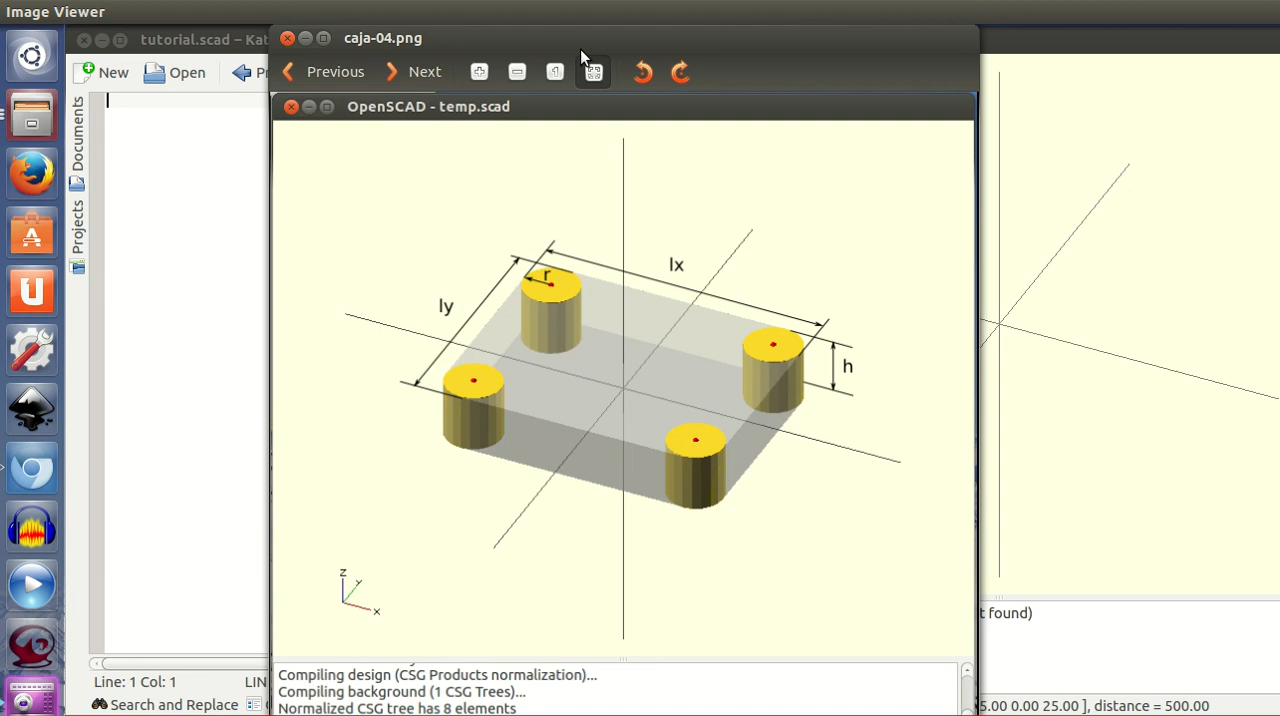 Image Viewer
tutorial.scad – Kat
caja-04.png
New
Open
Previous
Next
OpenSCAD - temp.scad
Documents
Projects
lx
r
ly
h
z
y
x
t found)
Compiling design (CSG Products normalization)...
Compiling background (1 CSG Trees)...
Normalized CSG tree has 8 elements
Line: 1 Col: 1
LIN
Search and Replace
5.00 0.00 25.00 ], distance = 500.00